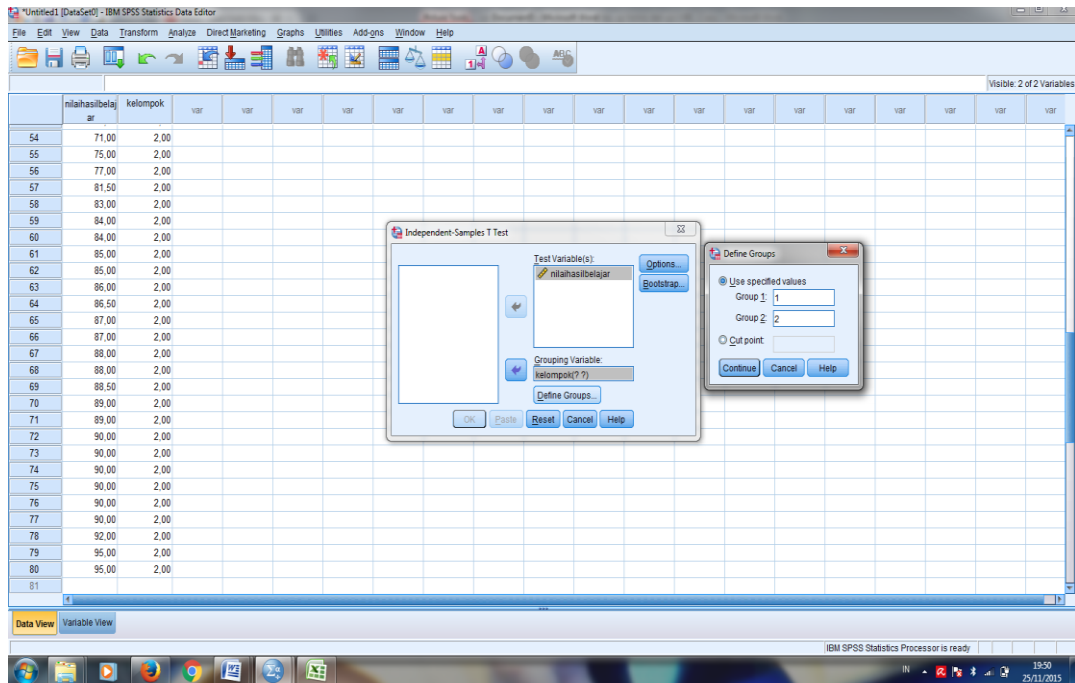 *Untitled1 [DataSet0] - IBM SPSS Statistics Data Editor
File Edit View Data Transform Analyze Direct Marketing Graphs Utilities Add-ons Window Help
Visible: 2 of 2 Variables
nilaihasilbelajar kelompok var var var var var var var var var var var var var var var var var var
54 71,00 2,00
55 75,00 2,00
56 77,00 2,00
57 81,50 2,00
58 83,00 2,00
59 84,00 2,00
60 84,00 2,00
61 85,00 2,00
62 85,00 2,00
63 86,00 2,00
64 86,50 2,00
65 87,00 2,00
66 87,00 2,00
67 88,00 2,00
68 88,00 2,00
69 88,50 2,00
70 89,00 2,00
71 89,00 2,00
72 90,00 2,00
73 90,00 2,00
74 90,00 2,00
75 90,00 2,00
76 90,00 2,00
77 90,00 2,00
78 92,00 2,00
79 95,00 2,00
80 95,00 2,00
81
Independent-Samples T Test
Test Variable(s):
nilaihasilbelajar
Options...
Bootstrap...
Grouping Variable:
kelompok(? ?)
Define Groups...
OK Paste Reset Cancel Help
Define Groups
Use specified values
Group 1: 1
Group 2: 2
Cut point:
Continue Cancel Help
Data View Variable View
IBM SPSS Statistics Processor is ready
IN 19:50
25/11/2015